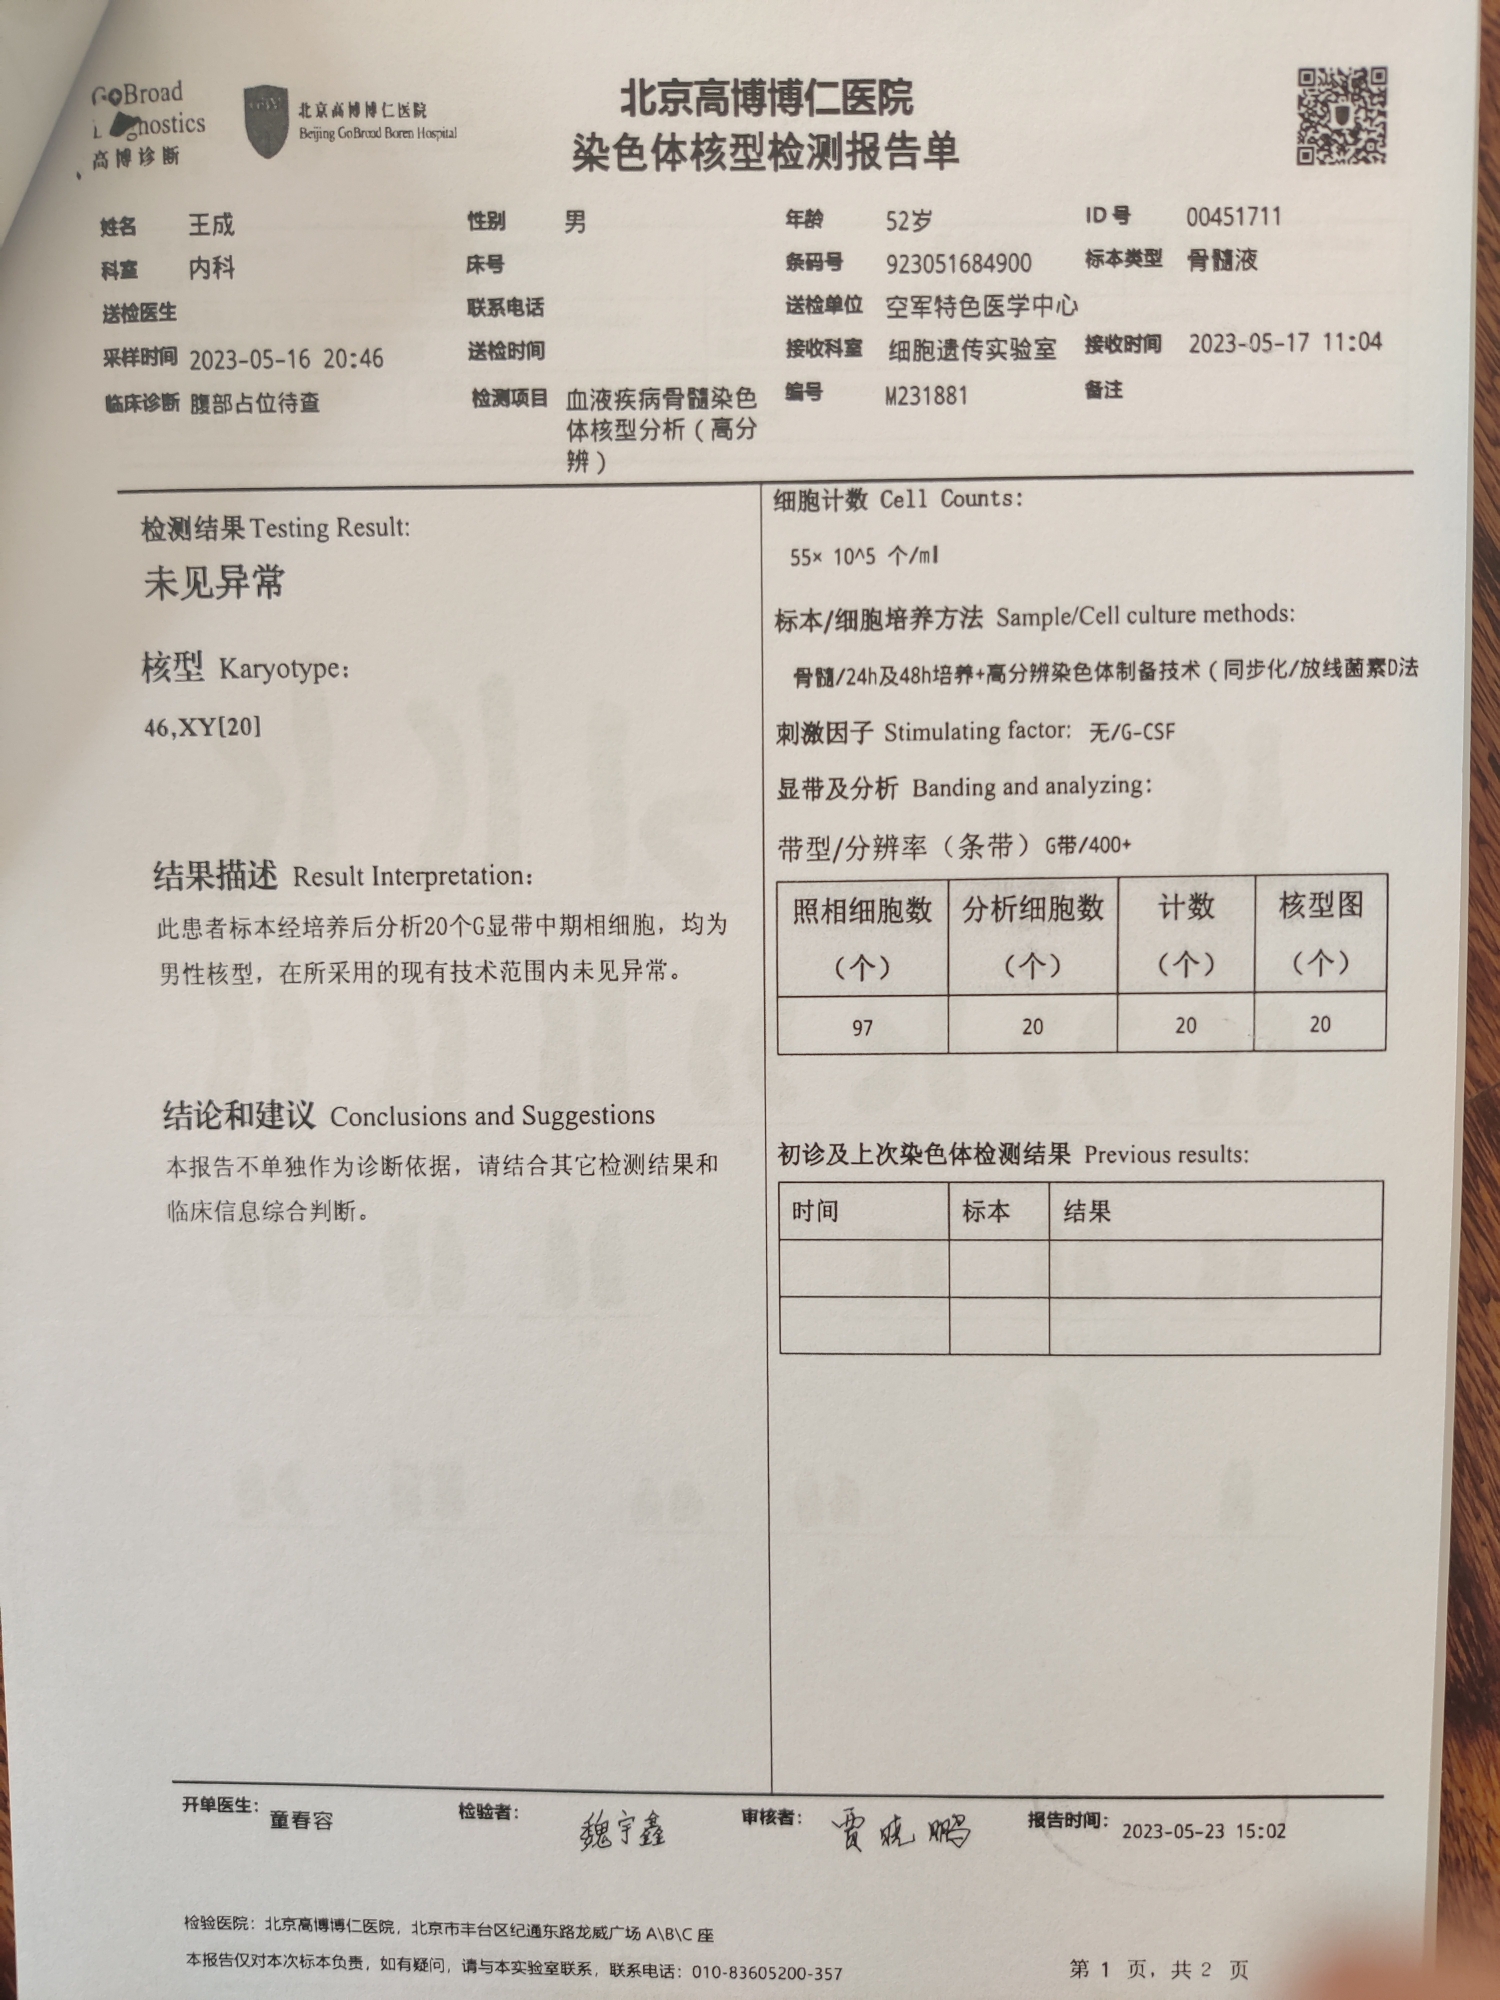 GoBroad
高博诊断
北京高博博仁医院
Beijing GoBroad Boren Hospital
北京高博博仁医院
染色体核型检测报告单
姓名 王成 性别 男 年龄 52岁 ID号 00451711
科室 内科 床号 条码号 923051684900 标本类型 骨髓液
送检医生 联系电话 送检单位 空军特色医学中心
采样时间 2023-05-16 20:46 送检时间 接收科室 细胞遗传实验室 接收时间 2023-05-17 11:04
临床诊断 腹部占位待查 检测项目 血液疾病骨髓染色 编号 M231881 备注
体核型分析（高分
辨）
检测结果 Testing Result:
未见异常
核型 Karyotype:
46,XY[20]
结果描述 Result Interpretation:
此患者标本经培养后分析20个G显带中期相细胞，均为
男性核型，在所采用的现有技术范围内未见异常。
结论和建议 Conclusions and Suggestions
本报告不单独作为诊断依据，请结合其它检测结果和
临床信息综合判断。
细胞计数 Cell Counts:
55× 10^5 个/ml
标本/细胞培养方法 Sample/Cell culture methods:
骨髓/24h及48h培养+高分辨染色体制备技术（同步化/放线菌素D法
刺激因子 Stimulating factor: 无/G-CSF
显带及分析 Banding and analyzing:
带型/分辨率（条带）G带/400+
照相细胞数 分析细胞数 计数 核型图
（个） （个） （个） （个）
97 20 20 20
初诊及上次染色体检测结果 Previous results:
时间 标本 结果
开单医生: 童春容 检验者: 魏宇鑫 审核者: 贾晓鹏 报告时间: 2023-05-23 15:02
检验医院: 北京高博博仁医院, 北京市丰台区纪通东路龙威广场 A\B\C 座
本报告仅对本次标本负责，如有疑问，请与本实验室联系，联系电话：010-83605200-357
第 1 页, 共 2 页